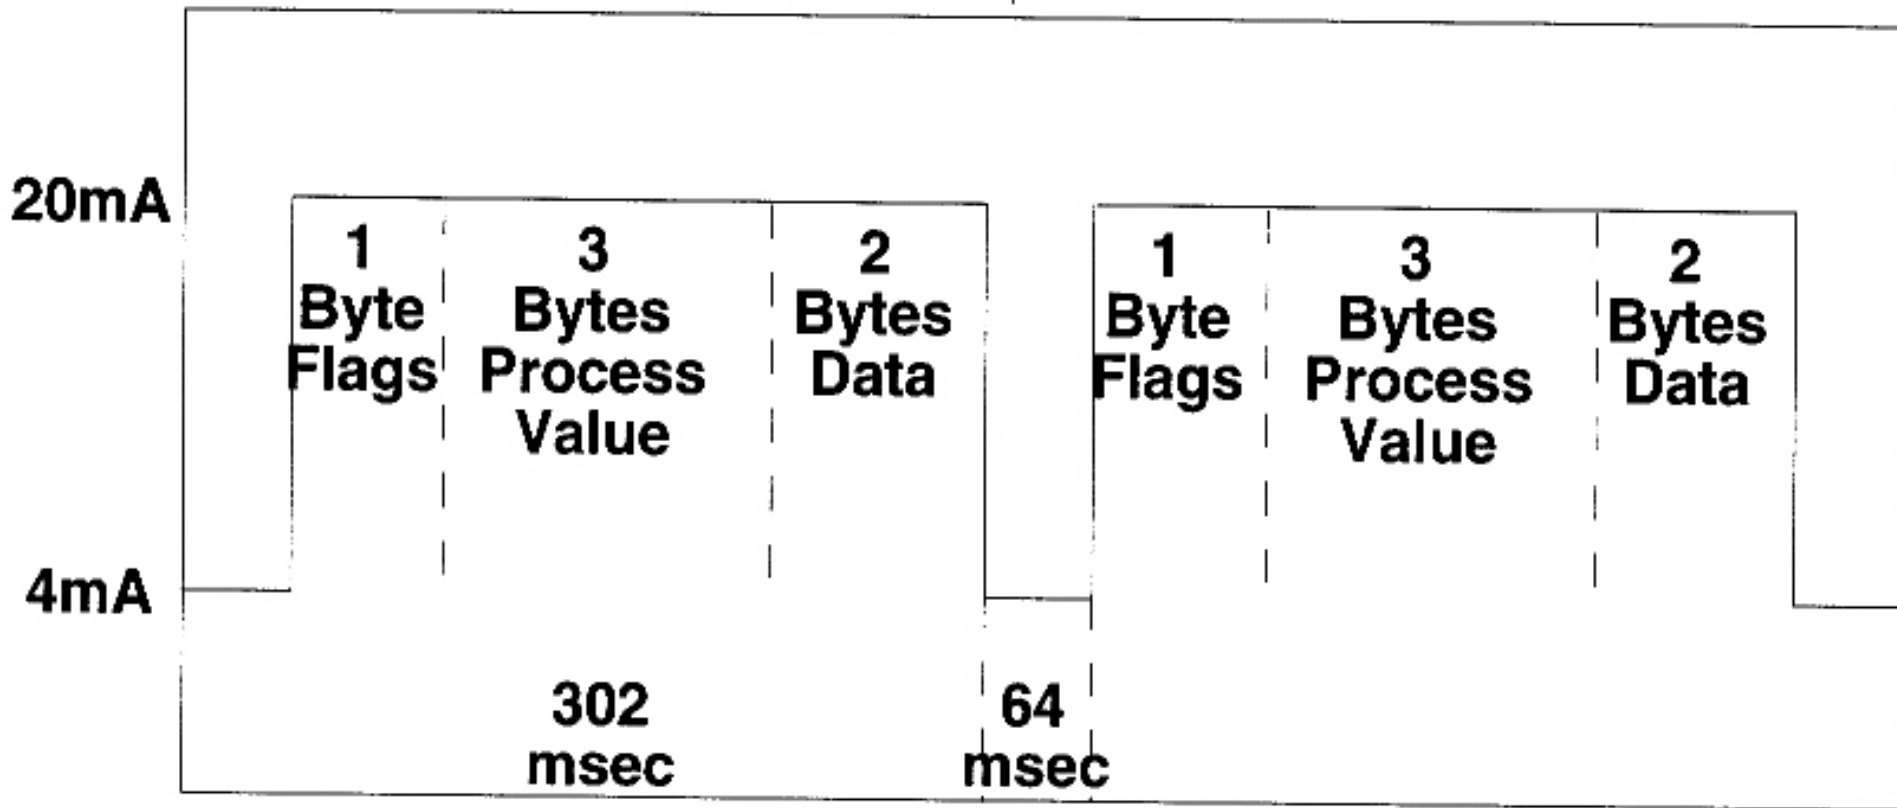 20mA
1
Byte
Flags
3
Bytes
Process
Value
2
Bytes
Data
1
Byte
Flags
3
Bytes
Process
Value
2
Bytes
Data
4mA
302
msec
64
msec